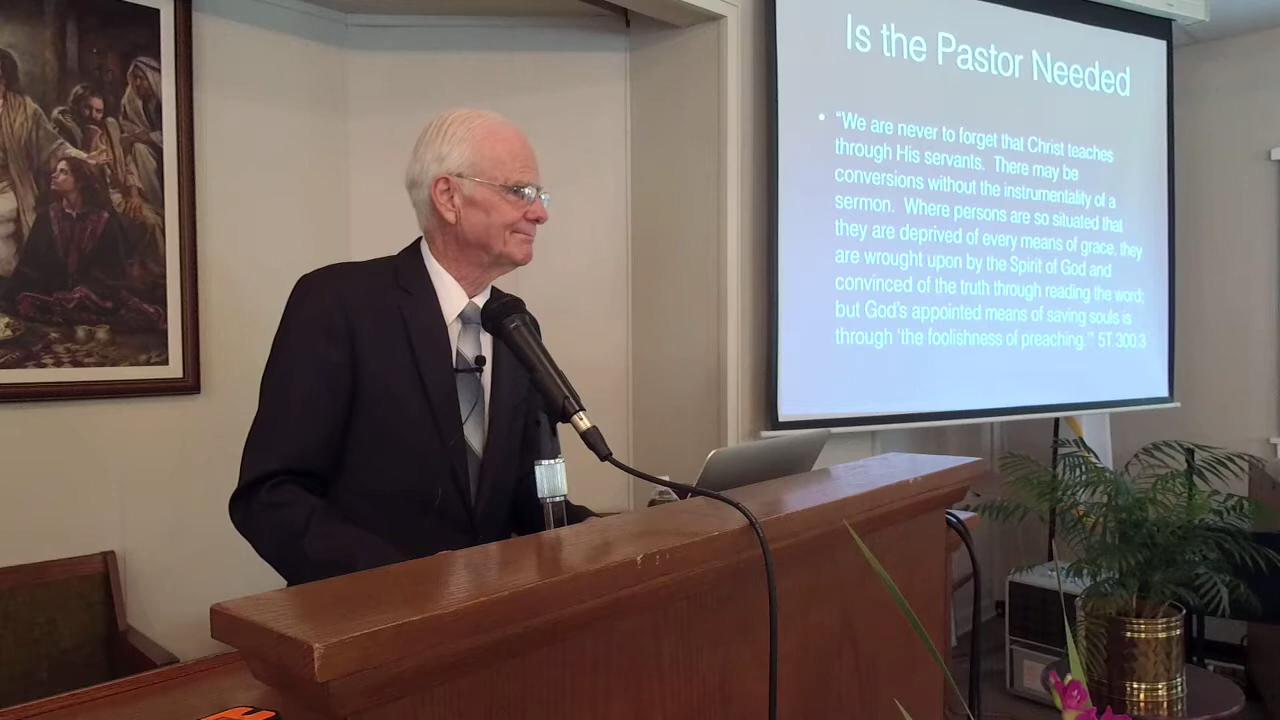 Is the Pastor Needed
• “We are never to forget that Christ teaches
through His servants.  There may be
conversions without the instrumentality of a
sermon.  Where persons are so situated that
they are deprived of every means of grace, they
are wrought upon by the Spirit of God and
convinced of the truth through reading the word;
but God's appointed means of saving souls is
through ‘the foolishness of preaching.’” 5T 300.3